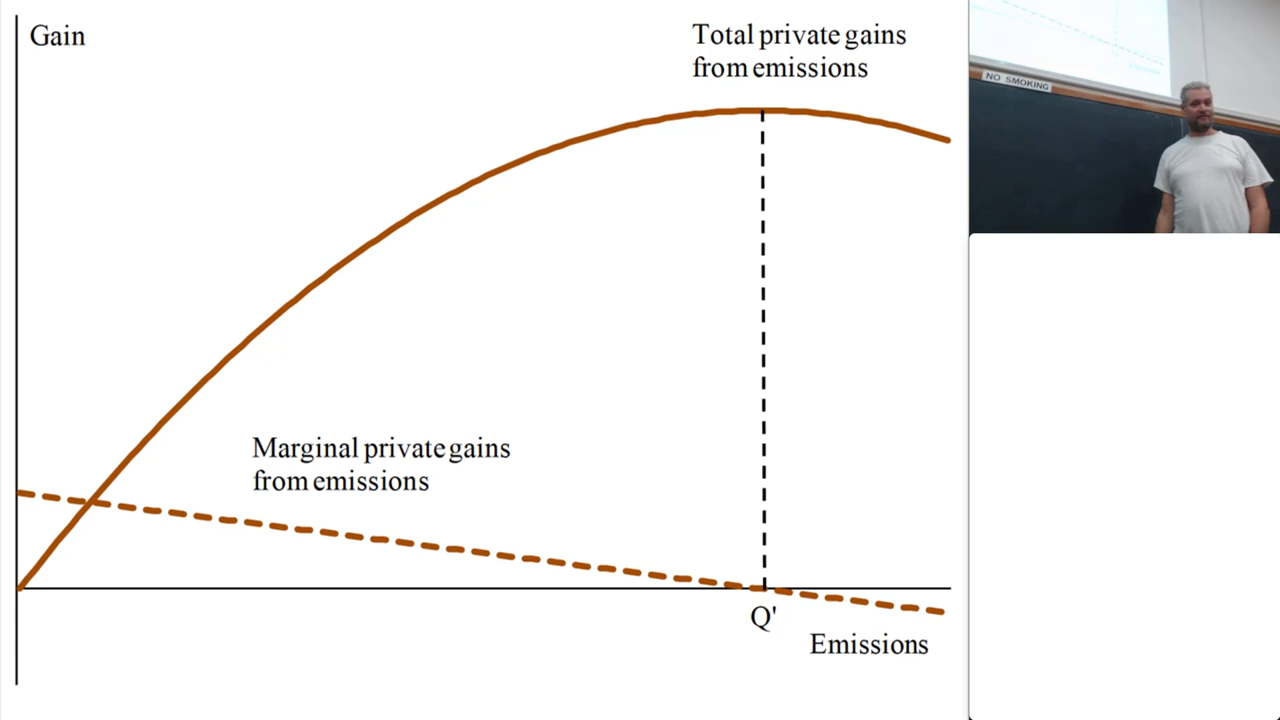 Gain
Total private gains
from emissions
Marginal private gains
from emissions
Q'
Emissions
NO SMOKING